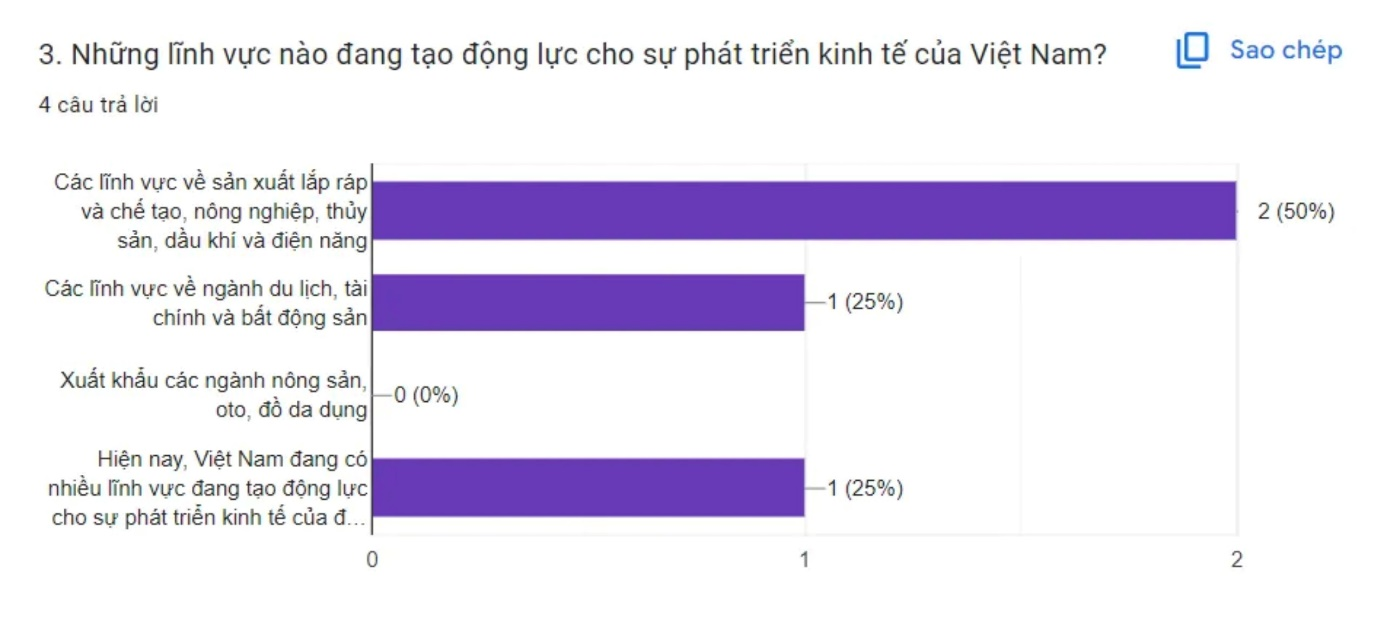 3. Những lĩnh vực nào đang tạo động lực cho sự phát triển kinh tế của Việt Nam?
Sao chép
4 câu trả lời
Các lĩnh vực về sản xuất lắp ráp
và chế tạo, nông nghiệp, thủy
sản, dầu khí và điện năng
2 (50%)
Các lĩnh vực về ngành du lịch, tài
chính và bất động sản
1 (25%)
Xuất khẩu các ngành nông sản,
oto, đồ da dụng
0 (0%)
Hiện nay, Việt Nam đang có
nhiều lĩnh vực đang tạo động lực
cho sự phát triển kinh tế của đ...
1 (25%)
0
1
2